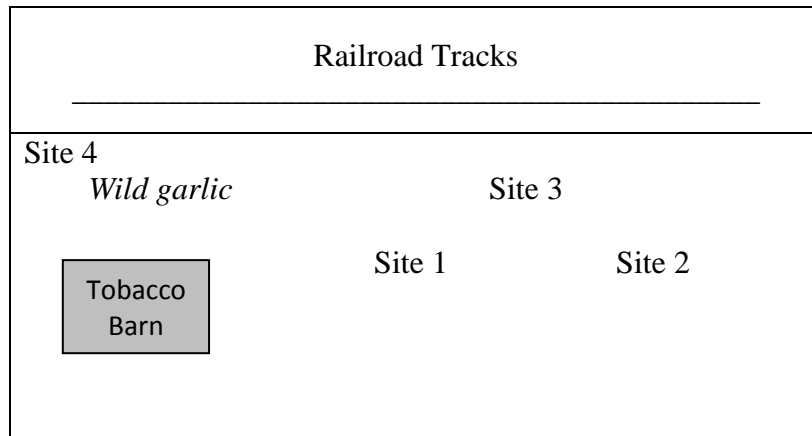 Railroad Tracks
Site 4
Wild garlic
Site 3
Site 1
Site 2
Tobacco
Barn